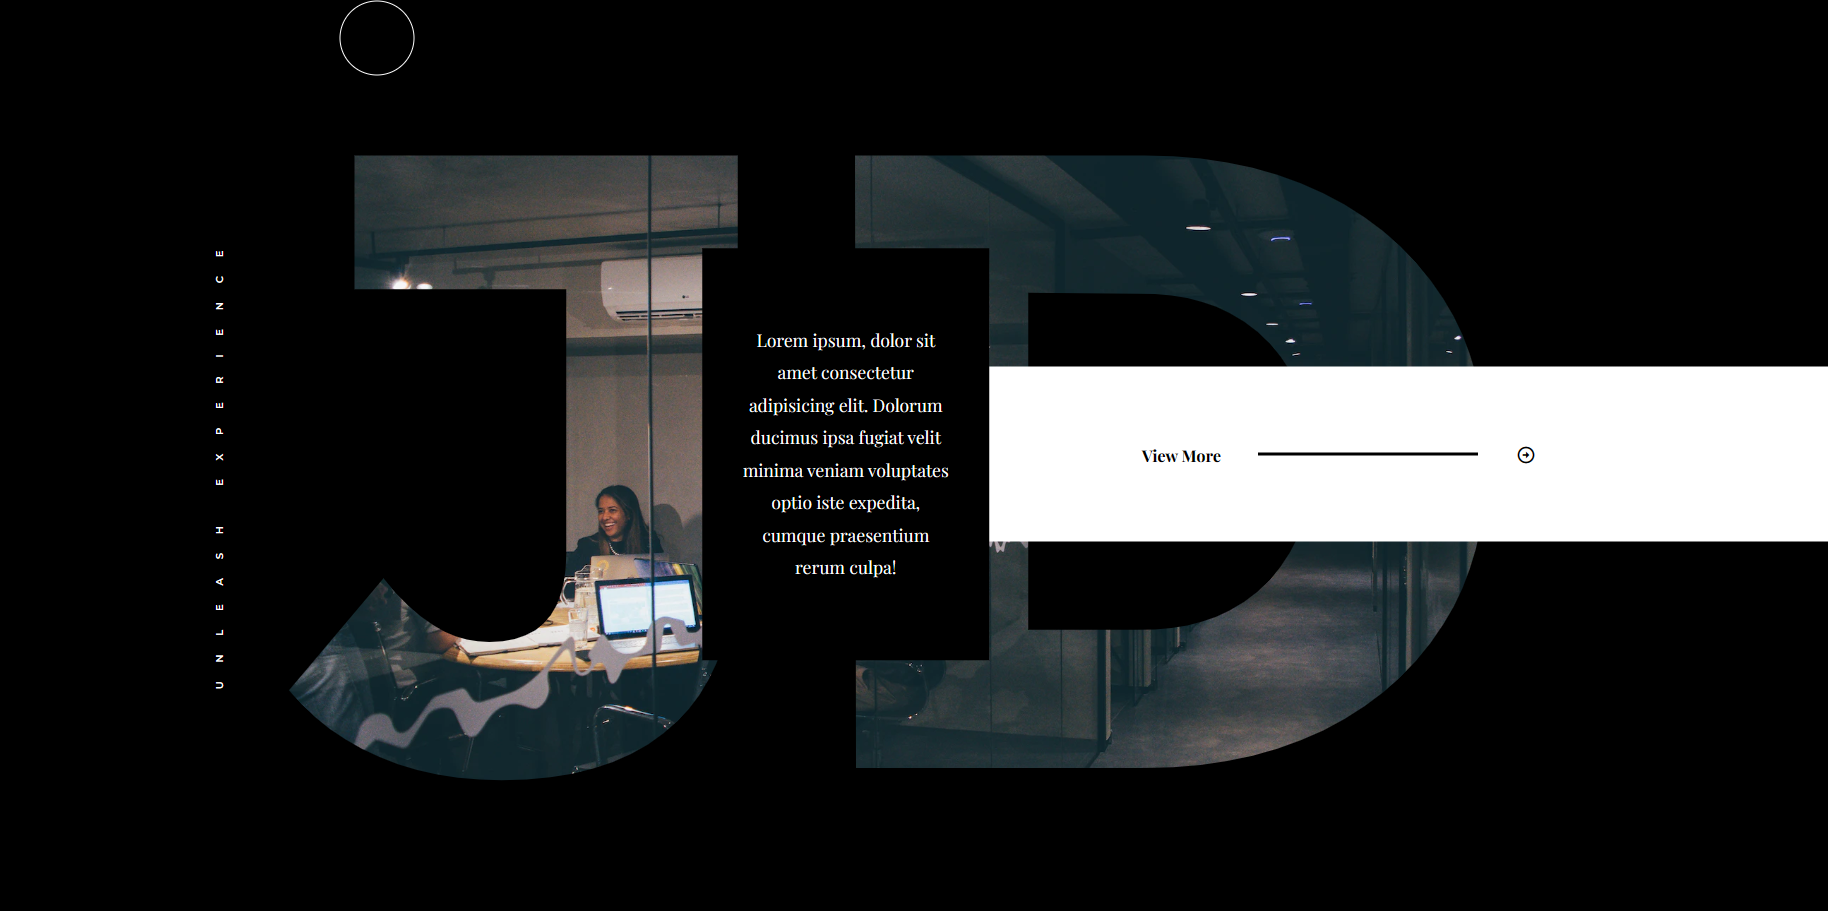 UNLEASH EXPERIENCE
JD
Lorem ipsum, dolor sit
amet consectetur
adipisicing elit. Dolorum
ducimus ipsa fugiat velit
minima veniam voluptates
optio iste expedita,
cumque praesentium
rerum culpa!
View More